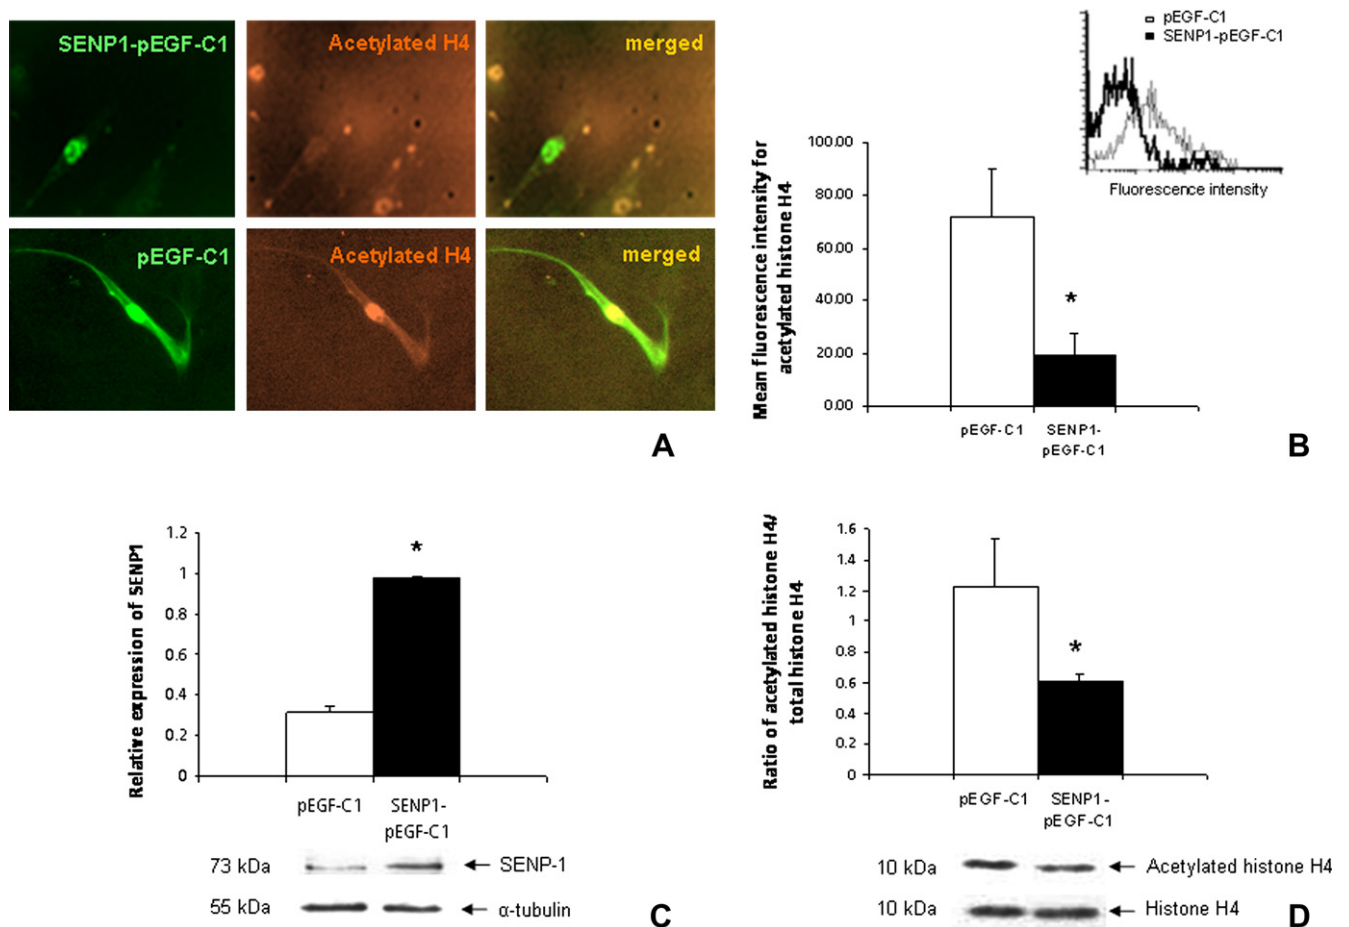 SENP1-pEGF-C1
Acetylated H4
merged
pEGF-C1
Acetylated H4
merged
A
pEGF-C1
SENP1-pEGF-C1
Fluorescence intensity
Mean fluorescence intensity for
acetylated histone H4
100.00
80.00
60.00
40.00
20.00
0.00
*
pEGF-C1
SENP1-
pEGF-C1
B
Relative expression of SENP1
1.2
1
0.8
0.6
0.4
0.2
0
*
pEGF-C1
SENP1-
pEGF-C1
73 kDa
SENP-1
55 kDa
α-tubulin
C
Ratio of acetylated histone H4/
total histone H4
1.6
1.4
1.2
1
0.8
0.6
0.4
0.2
0
*
pEGF-C1
SENP1-
pEGF-C1
10 kDa
Acetylated histone H4
10 kDa
Histone H4
D